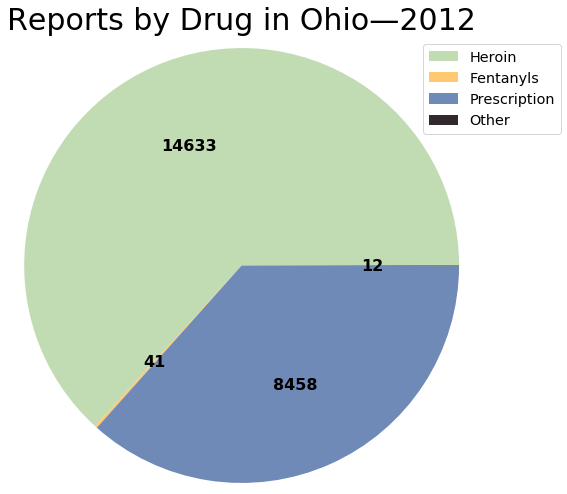 Reports by Drug in Ohio—2012
Heroin
Fentanyls
Prescription
Other
14633
12
41
8458